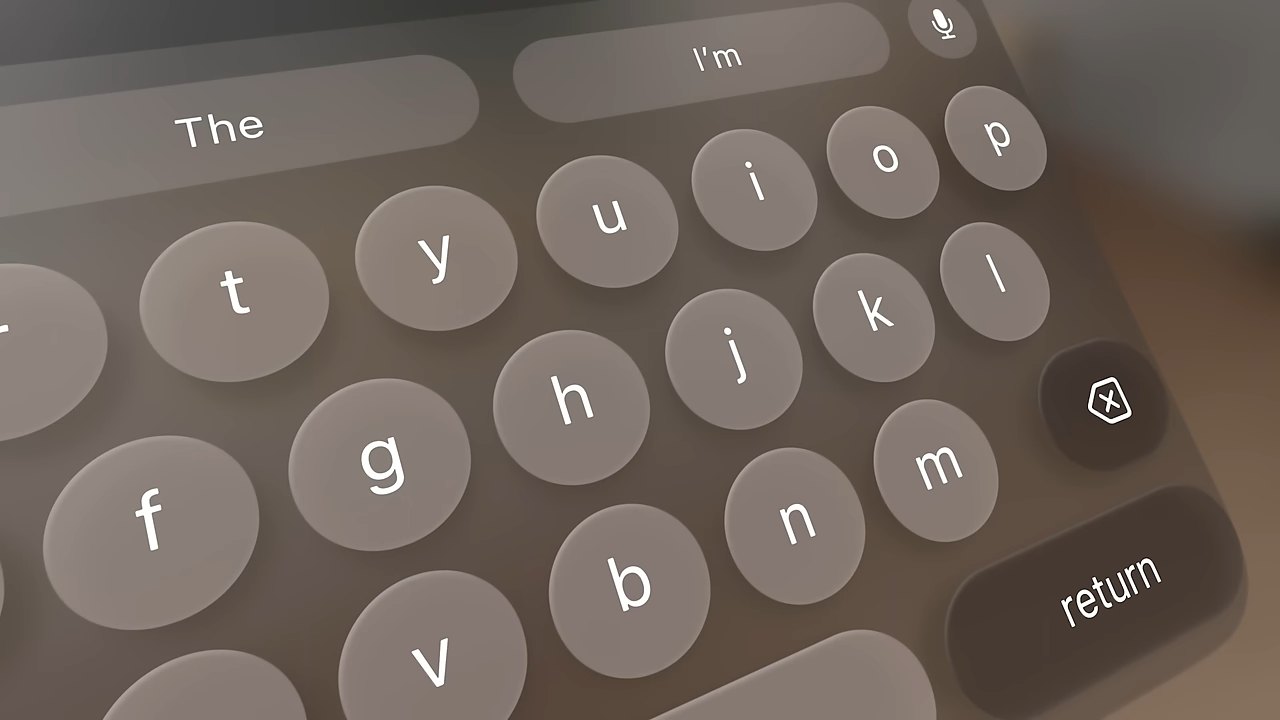 The I'm
t y u i o p
f g h j k l
v b n m
return